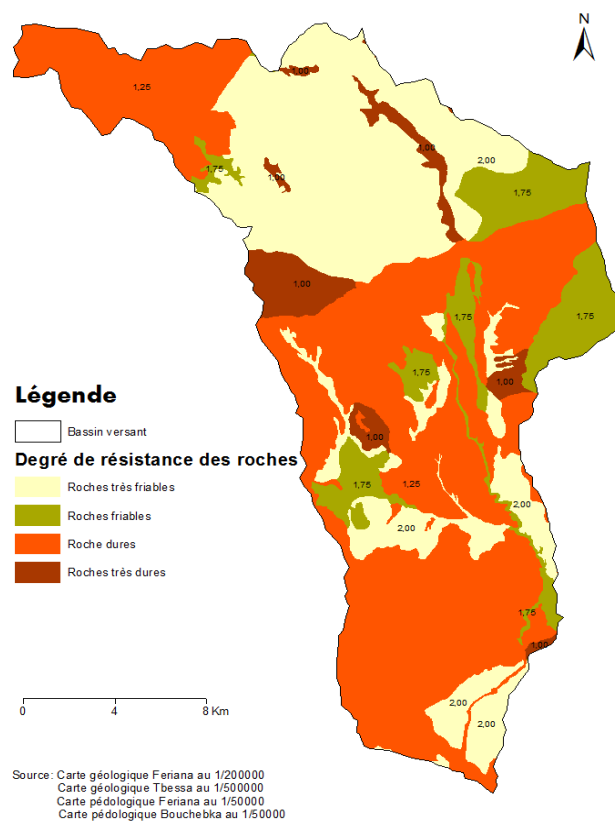 N
1,25
1,00
1,00
2,00
1,75
1,00
1,75
1,00
1,75
1,75
1,75
1,00
1,00
1,75
1,25
2,00
2,00
1,75
1,00
2,00
2,00
Légende
Bassin versant
Degré de résistance des roches
Roches très friables
Roches friables
Roche dures
Roches très dures
0 4 8 Km
Source: Carte géologique Feriana au 1/200000
Carte géologique Tbessa au 1/500000
Carte pédologique Feriana au 1/50000
Carte pédologique Bouchebka au 1/50000